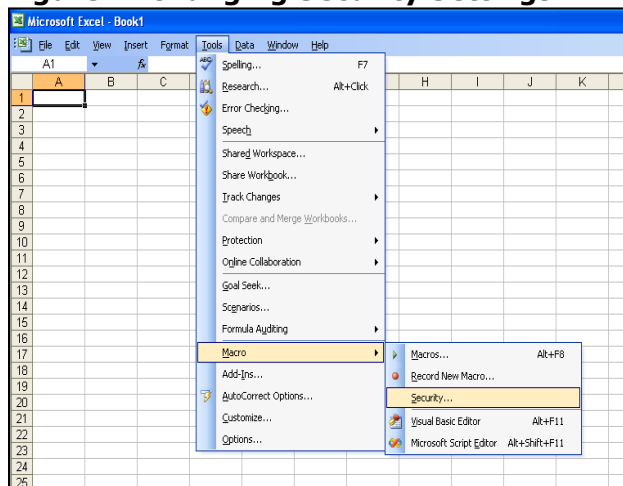 Microsoft Excel - Book1
File Edit View Insert Format Tools Data Window Help
A1 fx
A B C H I J K
1
2
3
4
5
6
7
8
9
10
11
12
13
14
15
16
17
18
19
20
21
22
23
24
25
Spelling... F7
Research... Alt+Click
Error Checking...
Speech
Shared Workspace...
Share Workbook...
Track Changes
Compare and Merge Workbooks...
Protection
Online Collaboration
Goal Seek...
Scenarios...
Formula Auditing
Macro
Add-Ins...
AutoCorrect Options...
Customize...
Options...
Macros... Alt+F8
Record New Macro...
Security...
Visual Basic Editor Alt+F11
Microsoft Script Editor Alt+Shift+F11